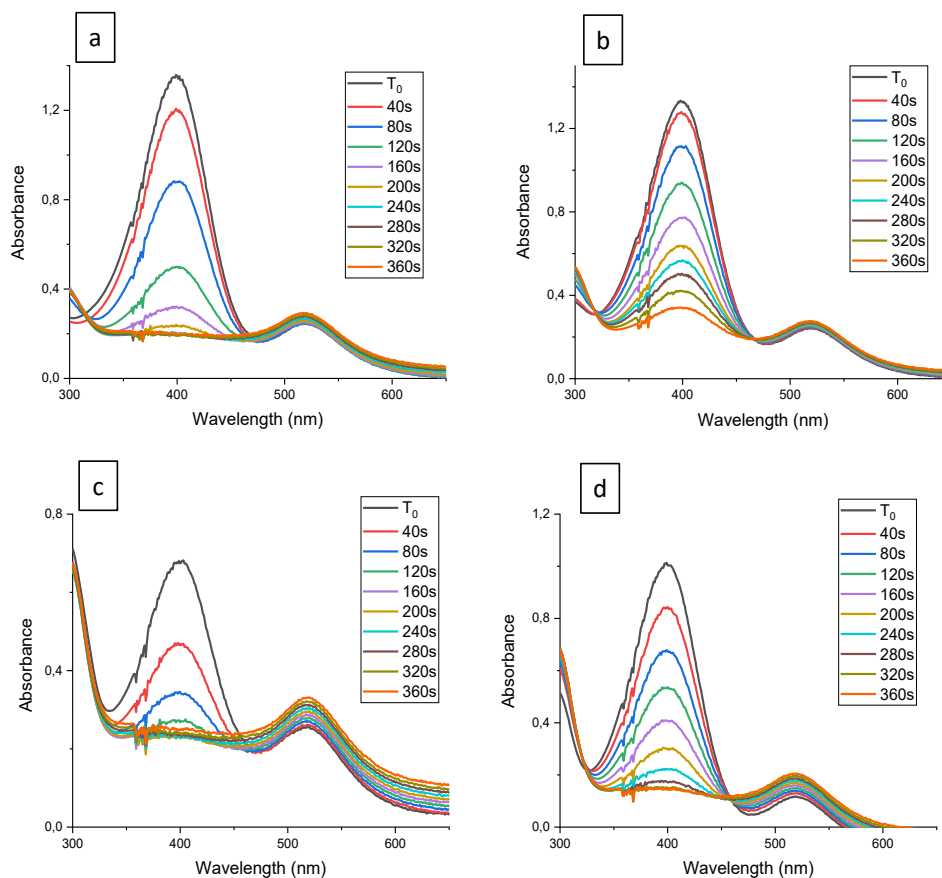 a
Absorbance
1,2
0,8
0,4
0,0
300 400 500 600
Wavelength (nm)
T0
40s
80s
120s
160s
200s
240s
280s
320s
360s
b
Absorbance
1,2
0,8
0,4
0,0
300 400 500 600
Wavelength (nm)
T0
40s
80s
120s
160s
200s
240s
280s
320s
360s
c
Absorbance
0,8
0,4
0,0
300 400 500 600
Wavelength (nm)
T0
40s
80s
120s
160s
200s
240s
280s
320s
360s
d
Absorbance
1,2
0,8
0,4
0,0
300 400 500 600
Wavelength (nm)
T0
40s
80s
120s
160s
200s
240s
280s
320s
360s